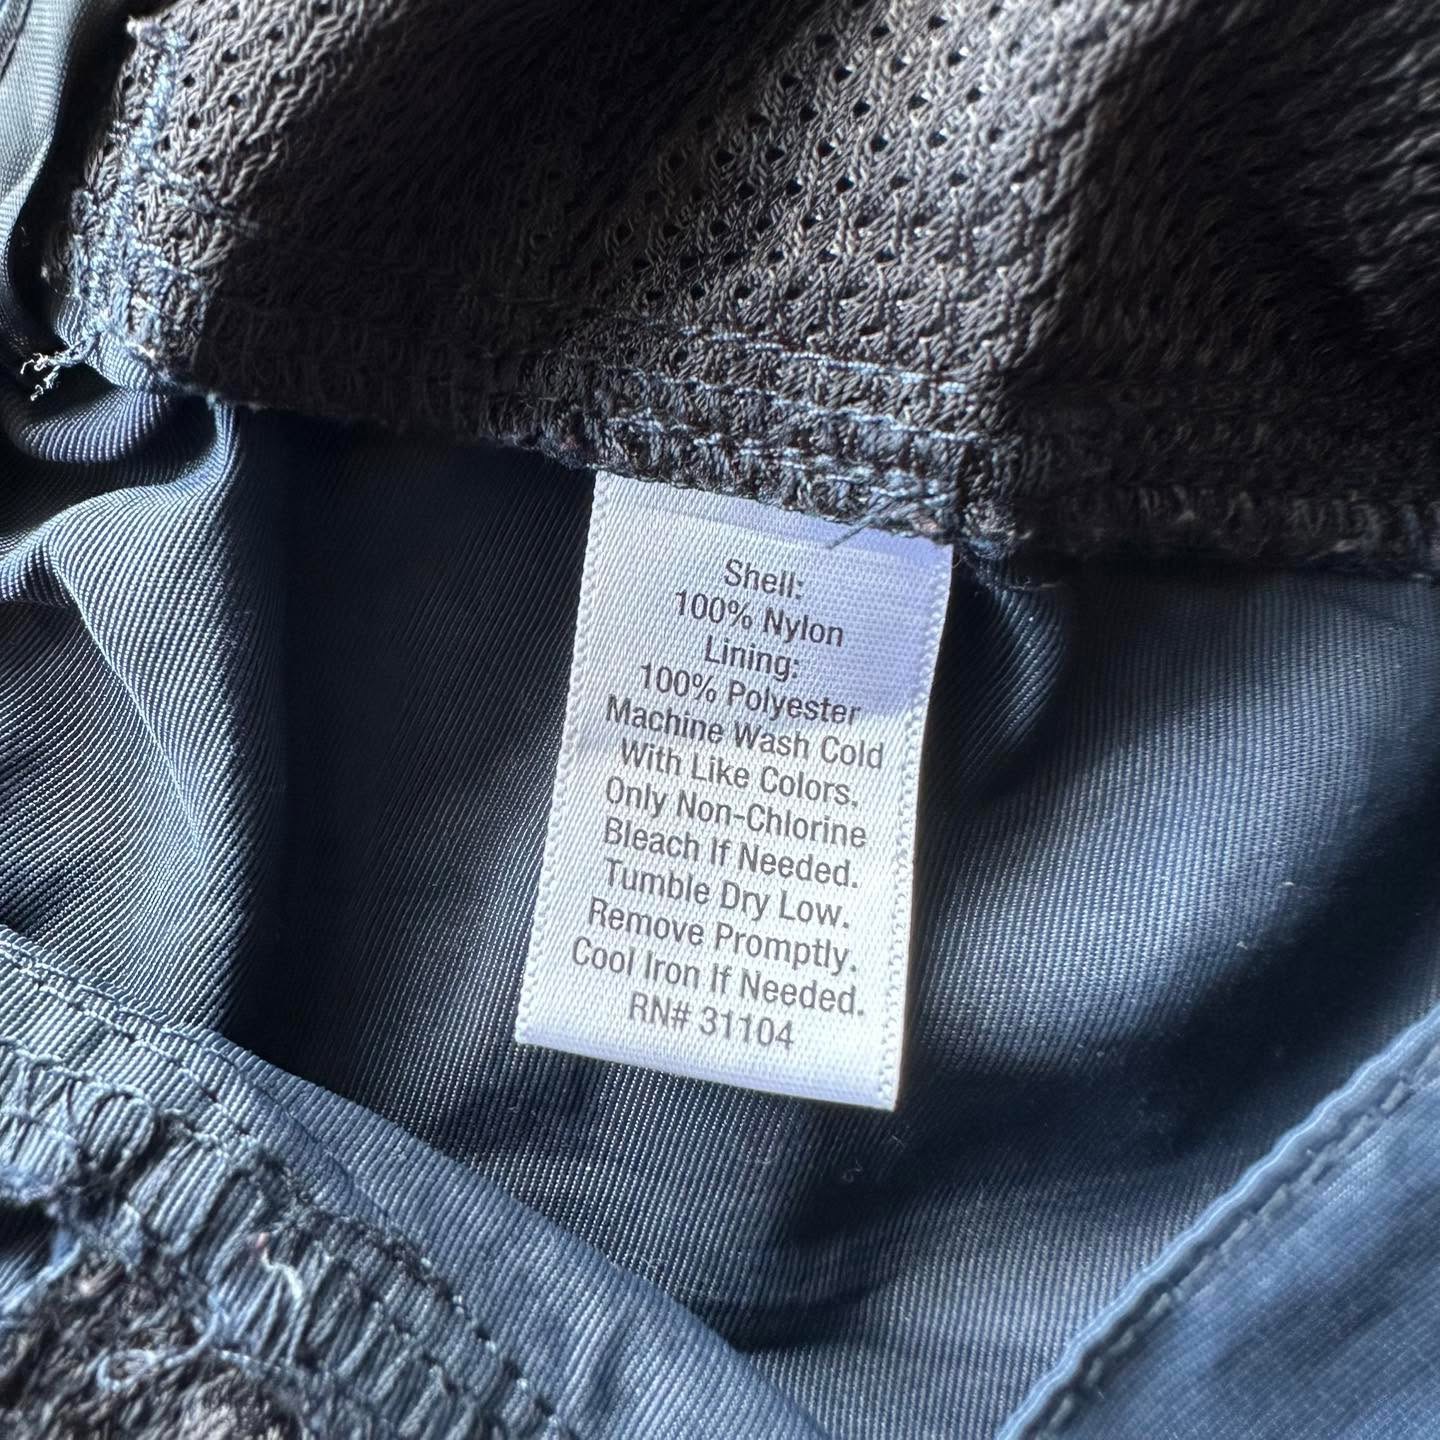 Shell:
100% Nylon
Lining:
100% Polyester
Machine Wash Cold
With Like Colors.
Only Non-Chlorine
Bleach If Needed.
Tumble Dry Low.
Remove Promptly.
Cool Iron If Needed.
RN# 31104